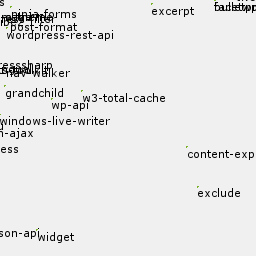 ninja-forms
excerpt
post-format
wordpress-rest-api
nav-walker
grandchild
w3-total-cache
wp-api
windows-live-writer
n-ajax
ess
content-exp
exclude
son-api
widget